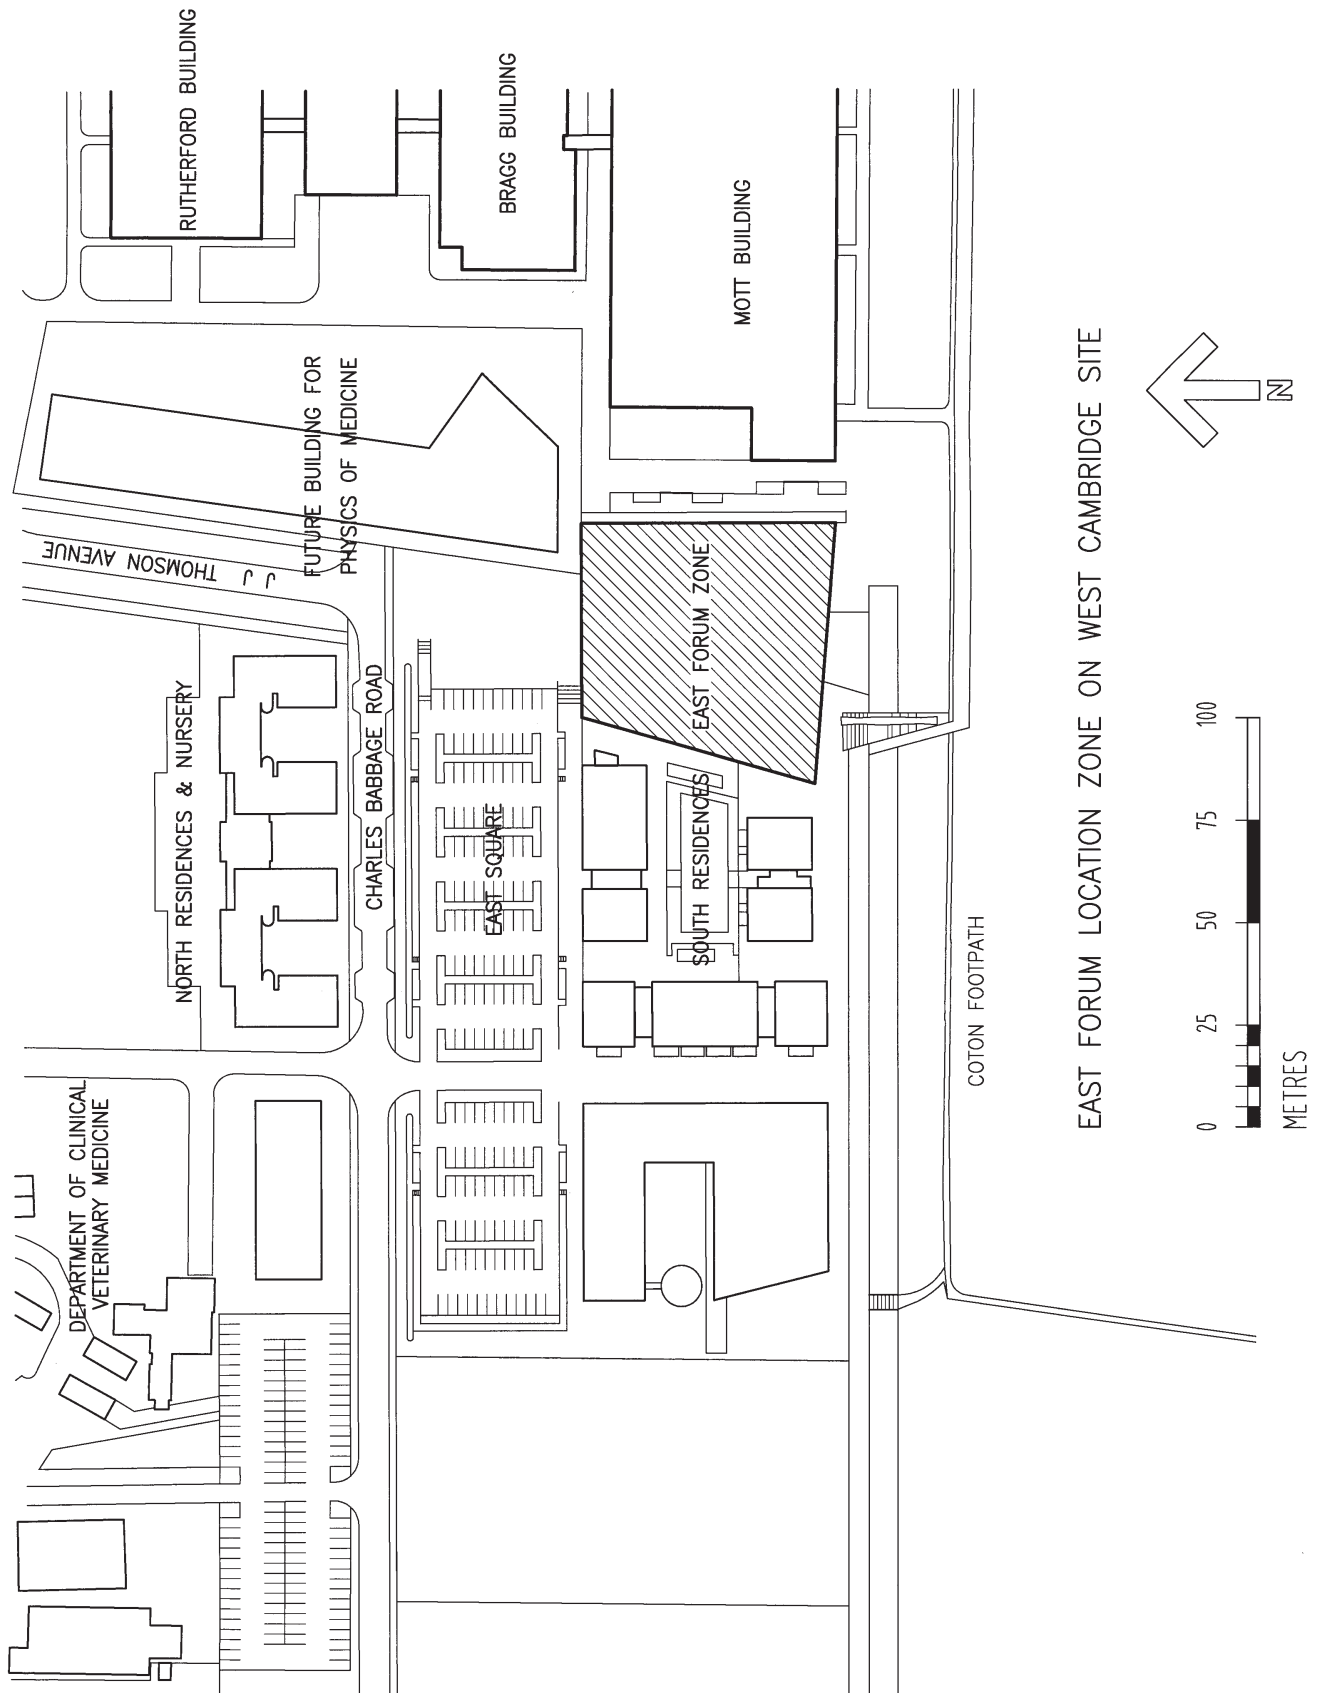 RUTHERFORD BUILDING
BRAGG BUILDING
MOTT BUILDING
FUTURE BUILDING FOR
PHYSICS OF MEDICINE
J J THOMSON AVENUE
EAST FORUM ZONE
NORTH RESIDENCES & NURSERY
CHARLES BABBAGE ROAD
EAST SQUARE
SOUTH RESIDENCES
COTON FOOTPATH
DEPARTMENT OF CLINICAL
VETERINARY MEDICINE
EAST FORUM LOCATION ZONE ON WEST CAMBRIDGE SITE
N
0 25 50 75 100
METRES